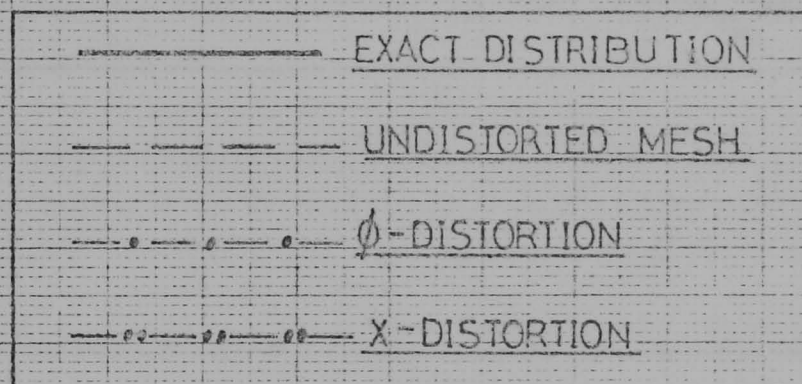 EXACT DISTRIBUTION
UNDISTORTED MESH
ϕ-DISTORTION
X-DISTORTION